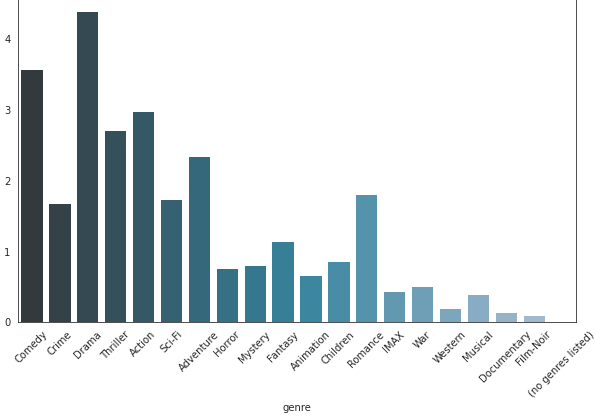 4
3
2
1
0
Comedy
Crime
Drama
Thriller
Action
Sci-Fi
Adventure
Horror
Mystery
Fantasy
Animation
Children
Romance
IMAX
War
Western
Musical
Documentary
Film-Noir
(no genres listed)
genre